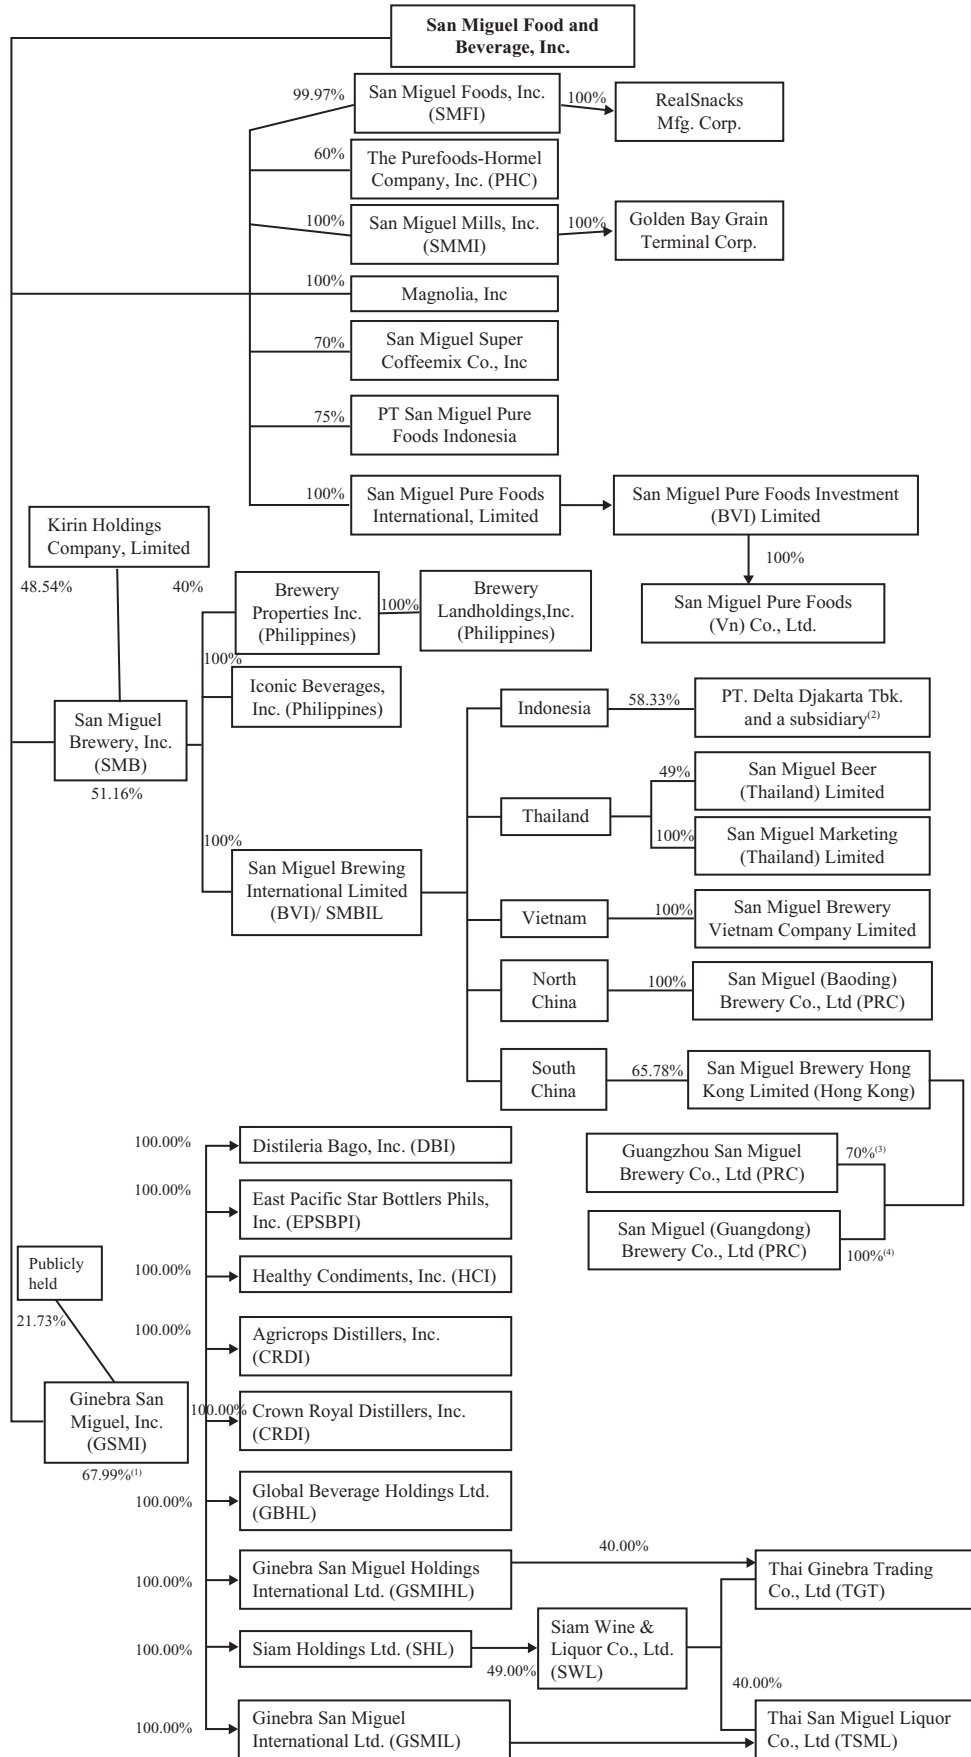 San Miguel Food and
Beverage, Inc.
99.97%
San Miguel Foods, Inc.
(SMFI)
100%
RealSnacks
Mfg. Corp.
60%
The Purefoods-Hormel
Company, Inc. (PHC)
100%
San Miguel Mills, Inc.
(SMMI)
100%
Golden Bay Grain
Terminal Corp.
100%
Magnolia, Inc
70%
San Miguel Super
Coffeemix Co., Inc
75%
PT San Miguel Pure
Foods Indonesia
100%
San Miguel Pure Foods
International, Limited
San Miguel Pure Foods Investment
(BVI) Limited
100%
San Miguel Pure Foods
(Vn) Co., Ltd.
Kirin Holdings
Company, Limited
48.54%
40%
Brewery
Properties Inc.
(Philippines)
100%
Brewery
Landholdings,Inc.
(Philippines)
100%
Iconic Beverages,
Inc. (Philippines)
San Miguel
Brewery, Inc.
(SMB)
51.16%
100%
San Miguel Brewing
International Limited
(BVI)/ SMBIL
Indonesia
58.33%
PT. Delta Djakarta Tbk.
and a subsidiary(2)
Thailand
49%
San Miguel Beer
(Thailand) Limited
100%
San Miguel Marketing
(Thailand) Limited
Vietnam
100%
San Miguel Brewery
Vietnam Company Limited
North
China
100%
San Miguel (Baoding)
Brewery Co., Ltd (PRC)
South
China
65.78%
San Miguel Brewery Hong
Kong Limited (Hong Kong)
Guangzhou San Miguel
Brewery Co., Ltd (PRC)
70%(3)
San Miguel (Guangdong)
Brewery Co., Ltd (PRC)
100%(4)
Publicly
held
21.73%
Ginebra San
Miguel, Inc.
(GSMI)
67.99%(1)
100.00%
Distileria Bago, Inc. (DBI)
100.00%
East Pacific Star Bottlers Phils,
Inc. (EPSBPI)
100.00%
Healthy Condiments, Inc. (HCI)
100.00%
Agricrops Distillers, Inc.
(CRDI)
100.00%
Crown Royal Distillers, Inc.
(CRDI)
100.00%
Global Beverage Holdings Ltd.
(GBHL)
100.00%
Ginebra San Miguel Holdings
International Ltd. (GSMIHL)
40.00%
Thai Ginebra Trading
Co., Ltd (TGT)
100.00%
Siam Holdings Ltd. (SHL)
49.00%
Siam Wine &
Liquor Co., Ltd.
(SWL)
40.00%
100.00%
Ginebra San Miguel
International Ltd. (GSMIL)
Thai San Miguel Liquor
Co., Ltd (TSML)